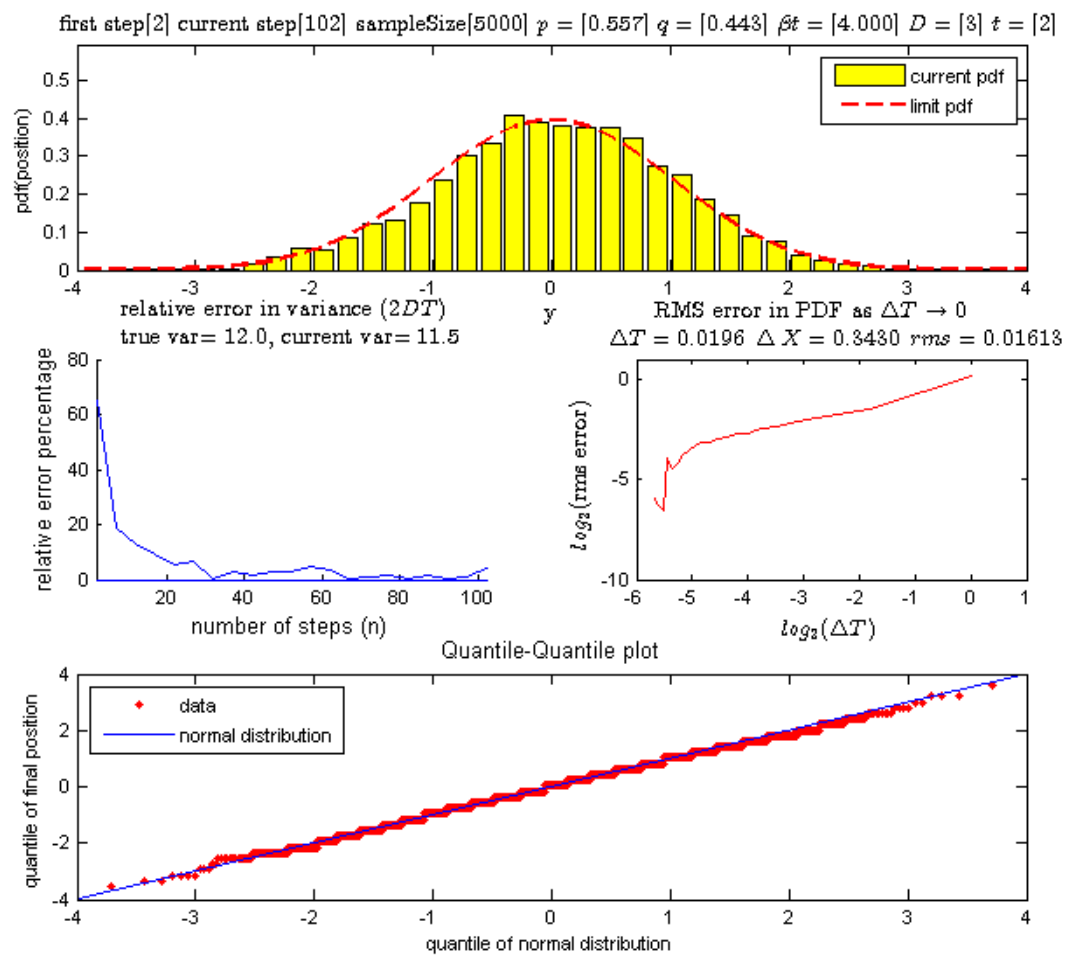 first step[2] current step[102] sampleSize[5000] p = [0.557] q = [0.443] βt = [4.000] D = [3] t = [2]
pdf(position)
0.5
0.4
0.3
0.2
0.1
0
current pdf
limit pdf
-4 -3 -2 -1 0 1 2 3 4
y
relative error in variance (2DT)
true var= 12.0, current var= 11.5
relative error percentage
80
60
40
20
0
20 40 60 80 100
number of steps (n)
RMS error in PDF as ΔT → 0
ΔT = 0.0196 Δ X = 0.3430 rms = 0.01613
log₂(rms error)
0
-5
-10
-6 -5 -4 -3 -2 -1 0 1
log₂(ΔT)
Quantile-Quantile plot
quantile of final position
4
2
0
-2
-4
data
normal distribution
-4 -3 -2 -1 0 1 2 3 4
quantile of normal distribution